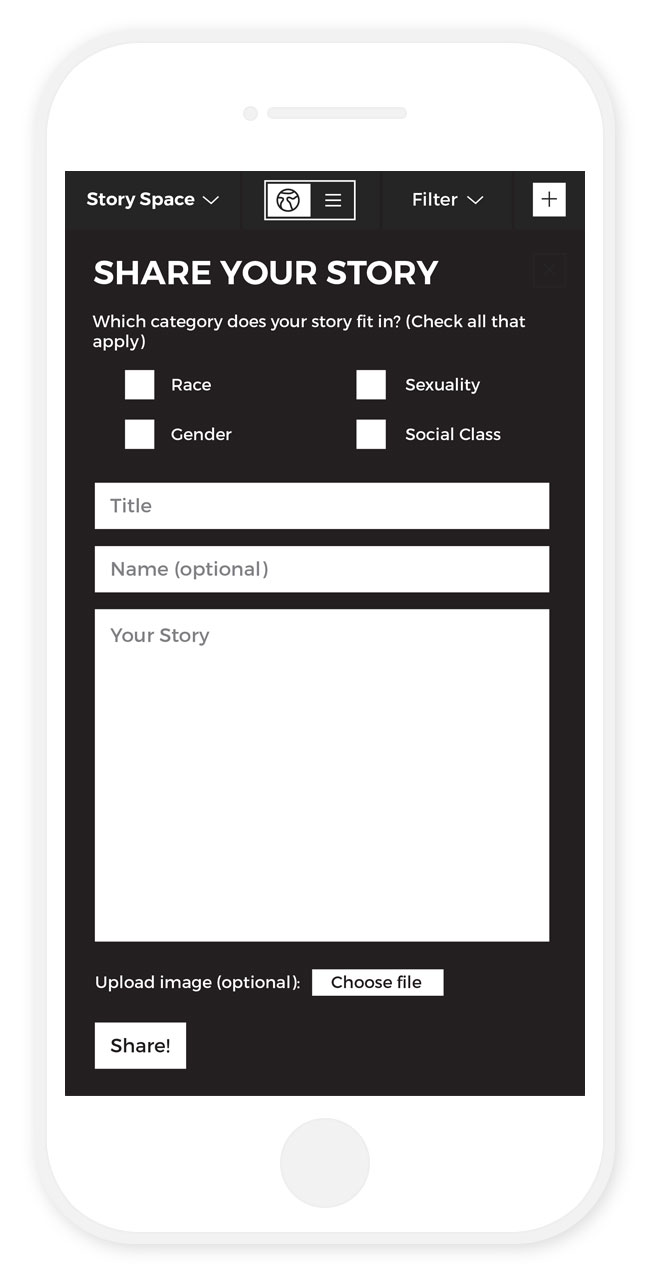 Story Space
Filter
SHARE YOUR STORY
Which category does your story fit in? (Check all that
apply)
Race
Sexuality
Gender
Social Class
Title
Name (optional)
Your Story
Upload image (optional):
Choose file
Share!